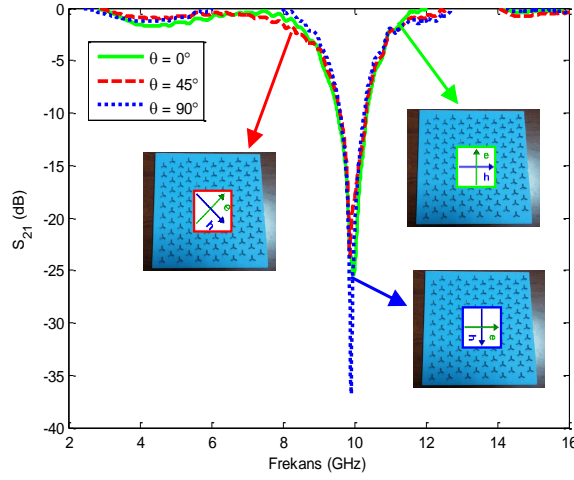 0
-5
-10
-15
-20
-25
-30
-35
-40
S21 (dB)
θ = 0°
θ = 45°
θ = 90°
e
h
e
h
e
h
2 4 6 8 10 12 14 16
Frekans (GHz)